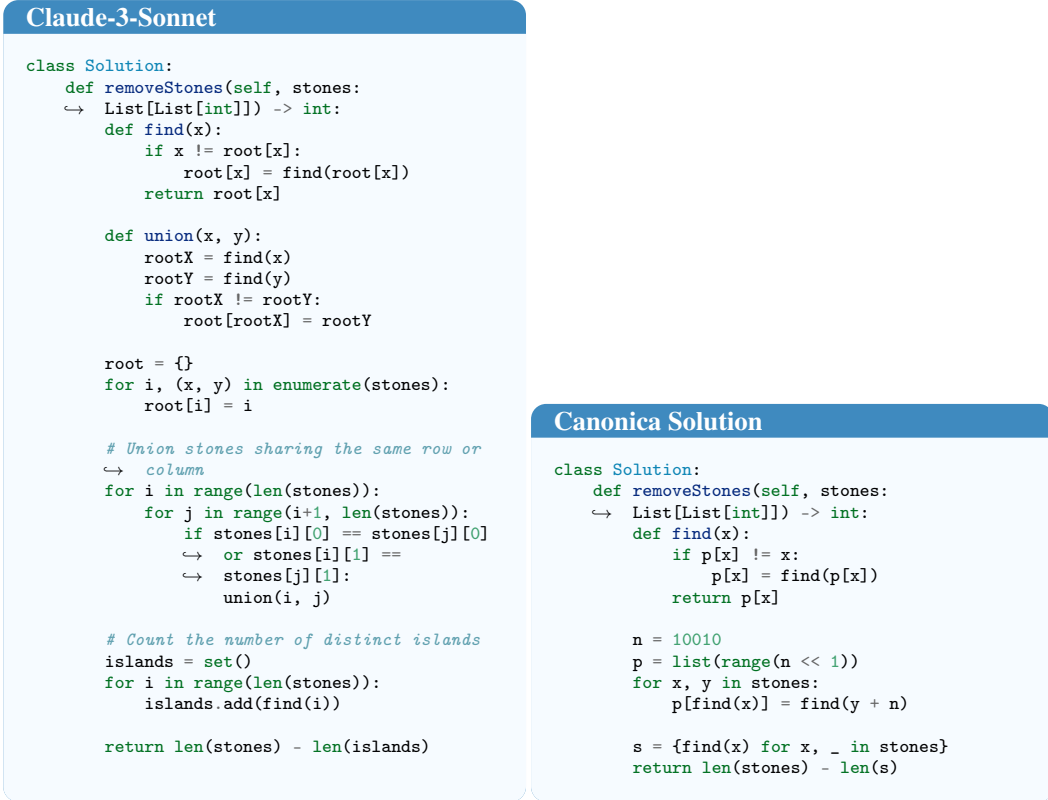 Claude-3-Sonnet
class Solution:
    def removeStones(self, stones:
    ↪  List[List[int]]) -> int:
        def find(x):
            if x != root[x]:
                root[x] = find(root[x])
            return root[x]

        def union(x, y):
            rootX = find(x)
            rootY = find(y)
            if rootX != rootY:
                root[rootX] = rootY

        root = {}
        for i, (x, y) in enumerate(stones):
            root[i] = i

        # Union stones sharing the same row or
        ↪  column
        for i in range(len(stones)):
            for j in range(i+1, len(stones)):
                if stones[i][0] == stones[j][0]
                ↪  or stones[i][1] ==
                ↪  stones[j][1]:
                    union(i, j)

        # Count the number of distinct islands
        islands = set()
        for i in range(len(stones)):
            islands.add(find(i))

        return len(stones) - len(islands)
Canonica Solution
class Solution:
    def removeStones(self, stones:
    ↪  List[List[int]]) -> int:
        def find(x):
            if p[x] != x:
                p[x] = find(p[x])
            return p[x]

        n = 10010
        p = list(range(n << 1))
        for x, y in stones:
            p[find(x)] = find(y + n)

        s = {find(x) for x, _ in stones}
        return len(stones) - len(s)